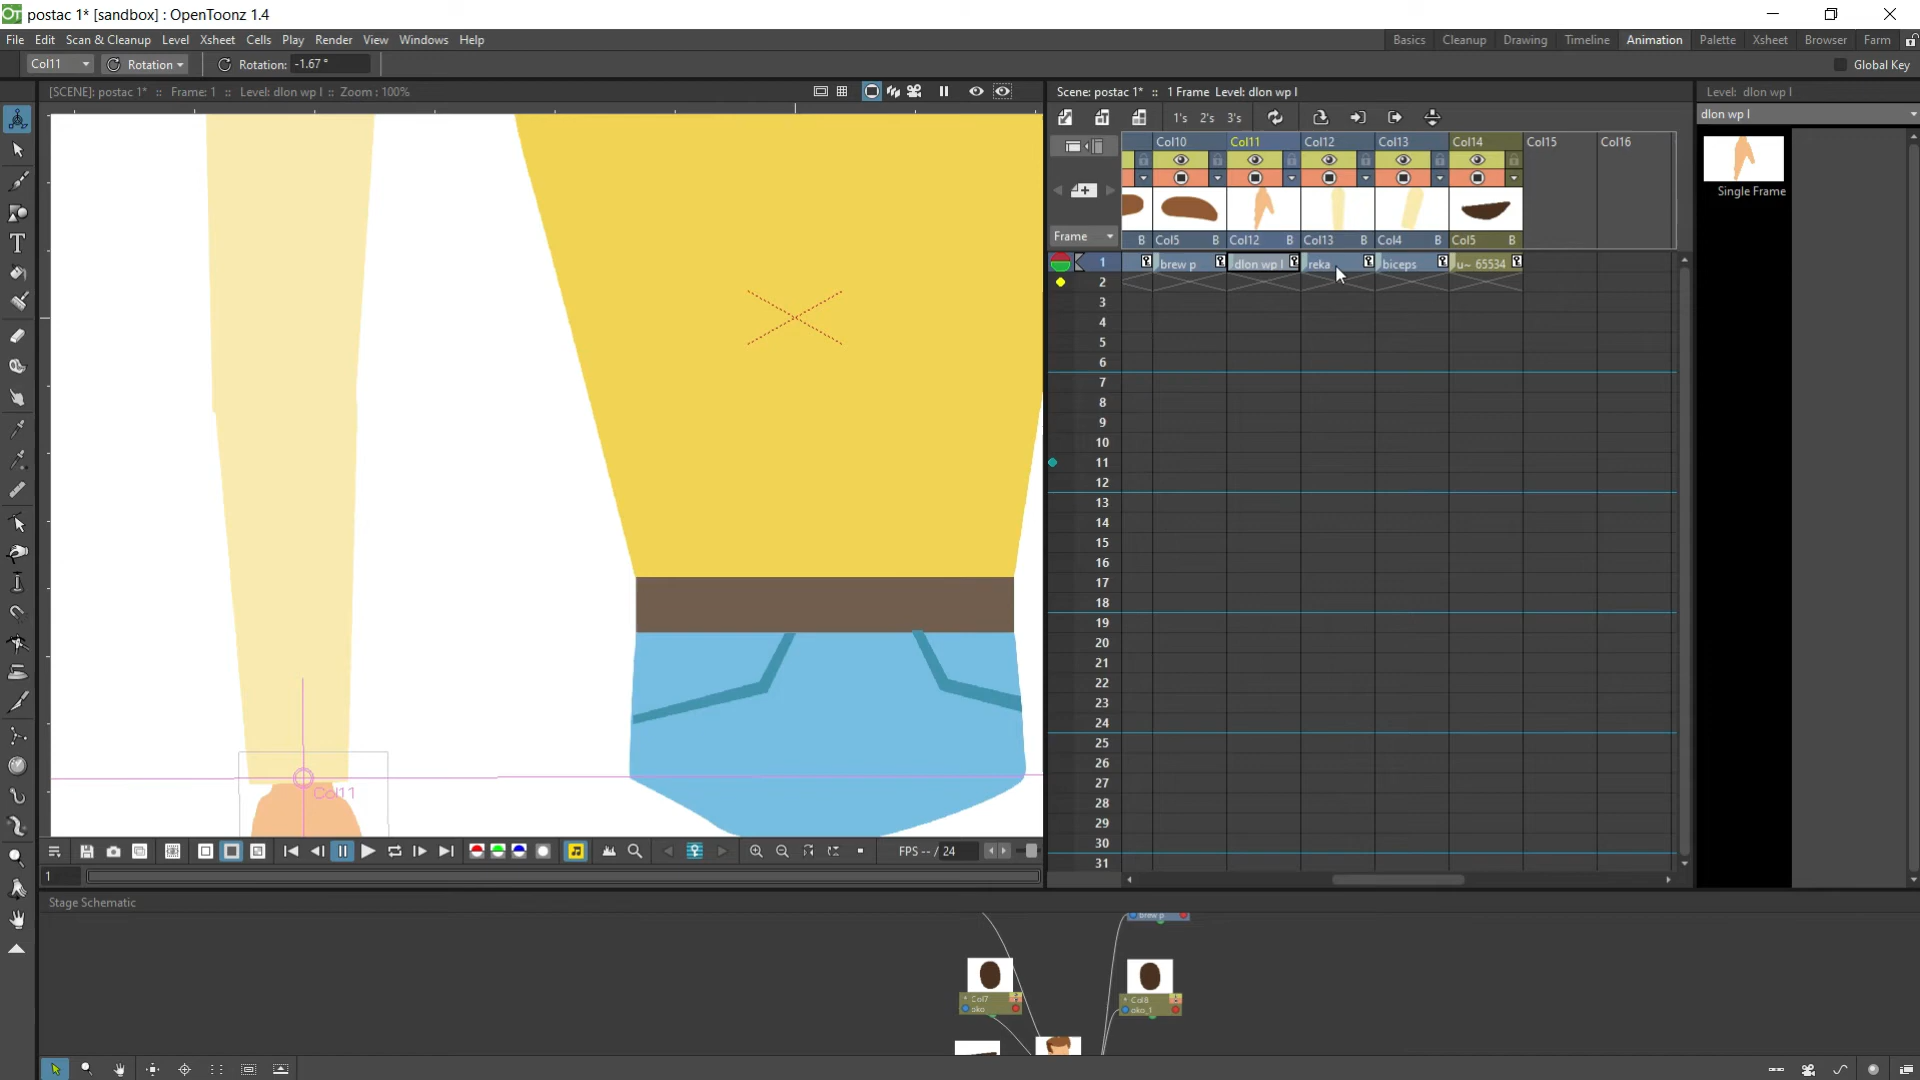 postac 1* [sandbox] : OpenToonz 1.4
File Edit Scan & Cleanup Level Xsheet Cells Play Render View Windows Help
Basics Cleanup Drawing Timeline Animation Palette Xsheet Browser Farm
Col11 Rotation Rotation: -1.67 ° Global Key
[SCENE]: postac 1* :: Frame: 1 :: Level: dlon wp l :: Zoom : 100%
Scene: postac 1* :: 1 Frame Level: dlon wp l
Level: dlon wp l
dlon wp l
1's 2's 3's
Col10 Col11 Col12 Col13 Col14 Col15 Col16
Single Frame
Frame
B Col5 B Col12 B Col13 B Col4 B Col5 B
1 brew p dlon wp l reka biceps u~ 65534
2
3
4
5
6
7
8
9
10
11
12
13
14
15
16
17
18
19
20
21
22
23
24
25
26
27
28
29
30
31
Col11
FPS -- / 24
1
Stage Schematic
brew p
Col7
oko
Col8
oko_1